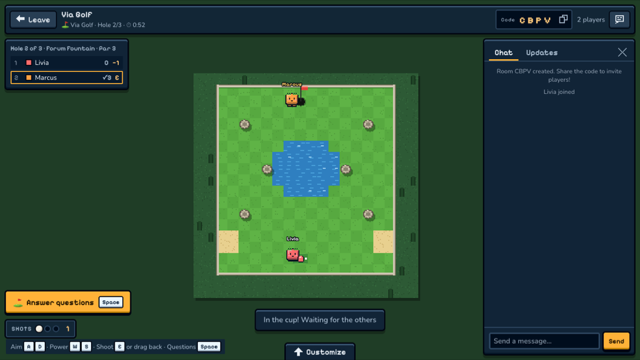 Leave
Via Golf
Via Golf · Hole 2/3 · 0:52
Code CBPV
2 players
Hole 2 of 3 · Forum Fountain · Par 3
1 Livia 0 -1
2 Marcus ✓3 E
Marcus
Livia
Chat
Updates
Room CBPV created. Share the code to invite
players!
Livia joined
Answer questions Space
SHOTS 1
In the cup! Waiting for the others
Aim A D · Power W S · Shoot E or drag back · Questions Space
Customize
Send a message...
Send